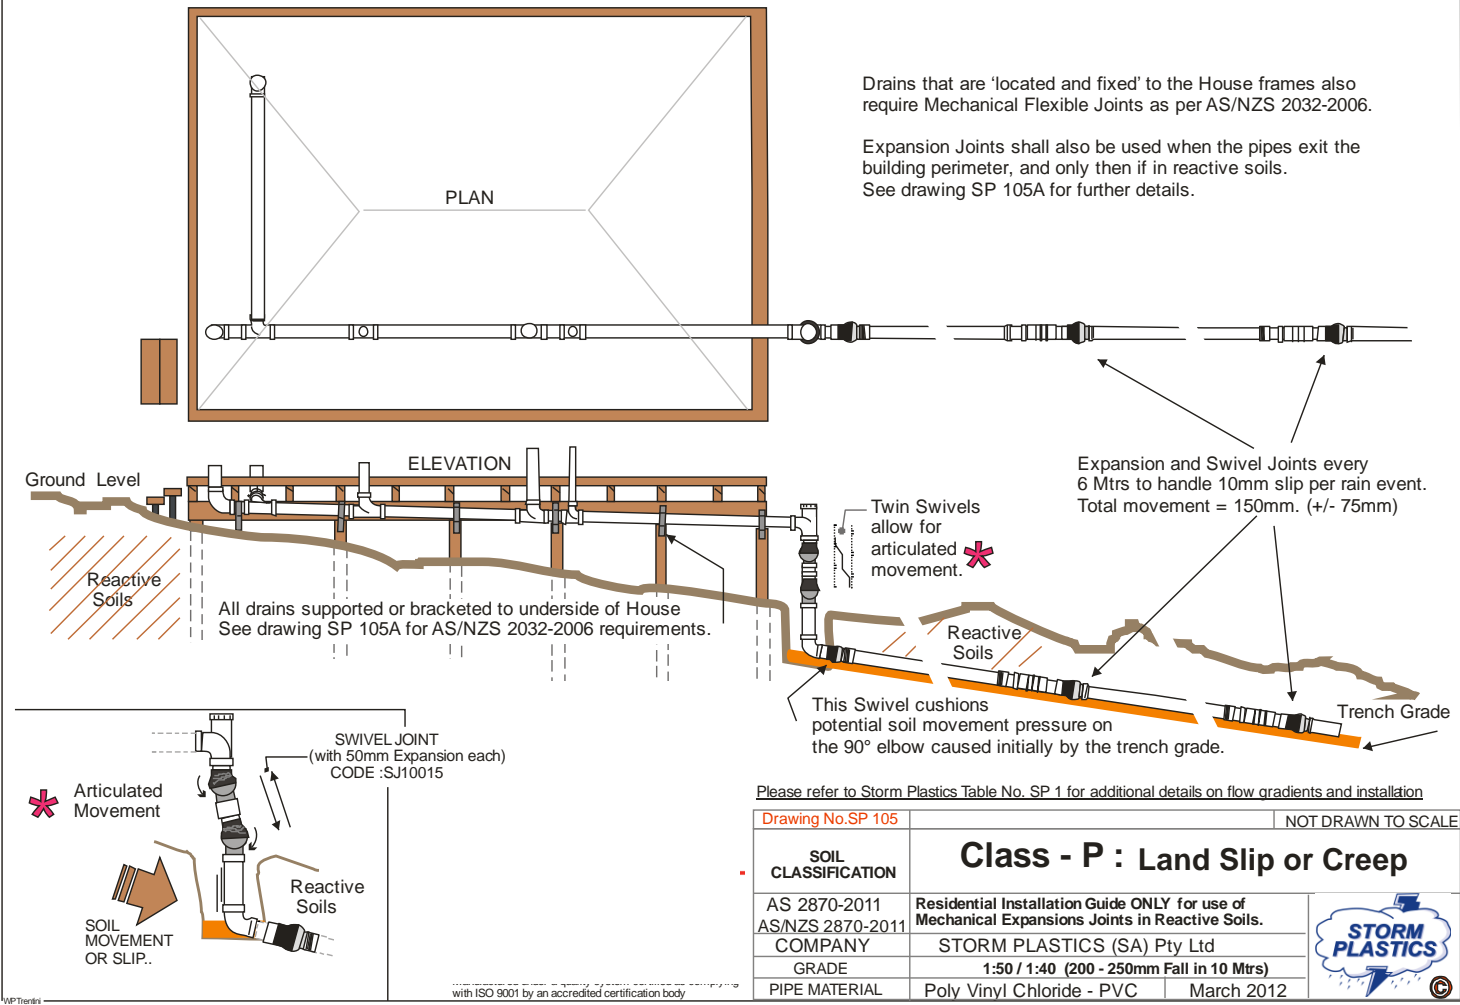 Drains that are 'located and fixed' to the House frames also
require Mechanical Flexible Joints as per AS/NZS 2032-2006.
Expansion Joints shall also be used when the pipes exit the
building perimeter, and only then if in reactive soils.
See drawing SP 105A for further details.
PLAN
ELEVATION
Ground Level
Reactive
Soils
All drains supported or bracketed to underside of House
See drawing SP 105A for AS/NZS 2032-2006 requirements.
Twin Swivels
allow for
articulated
movement.
Expansion and Swivel Joints every
6 Mtrs to handle 10mm slip per rain event.
Total movement = 150mm. (+/- 75mm)
Reactive
Soils
This Swivel cushions
potential soil movement pressure on
the 90° elbow caused initially by the trench grade.
Trench Grade
SWIVEL JOINT
(with 50mm Expansion each)
CODE :SJ10015
Articulated
Movement
Reactive
Soils
SOIL
MOVEMENT
OR SLIP..
with ISO 9001 by an accredited certification body
WPTrentini
Please refer to Storm Plastics Table No. SP 1 for additional details on flow gradients and installation
Drawing No.SP 105
NOT DRAWN TO SCALE
SOIL
CLASSIFICATION
Class - P : Land Slip or Creep
AS 2870-2011
AS/NZS 2870-2011
Residential Installation Guide ONLY for use of
Mechanical Expansions Joints in Reactive Soils.
COMPANY
STORM PLASTICS (SA) Pty Ltd
GRADE
1:50 / 1:40 (200 - 250mm Fall in 10 Mtrs)
PIPE MATERIAL
Poly Vinyl Chloride - PVC
March 2012
STORM
PLASTICS
©